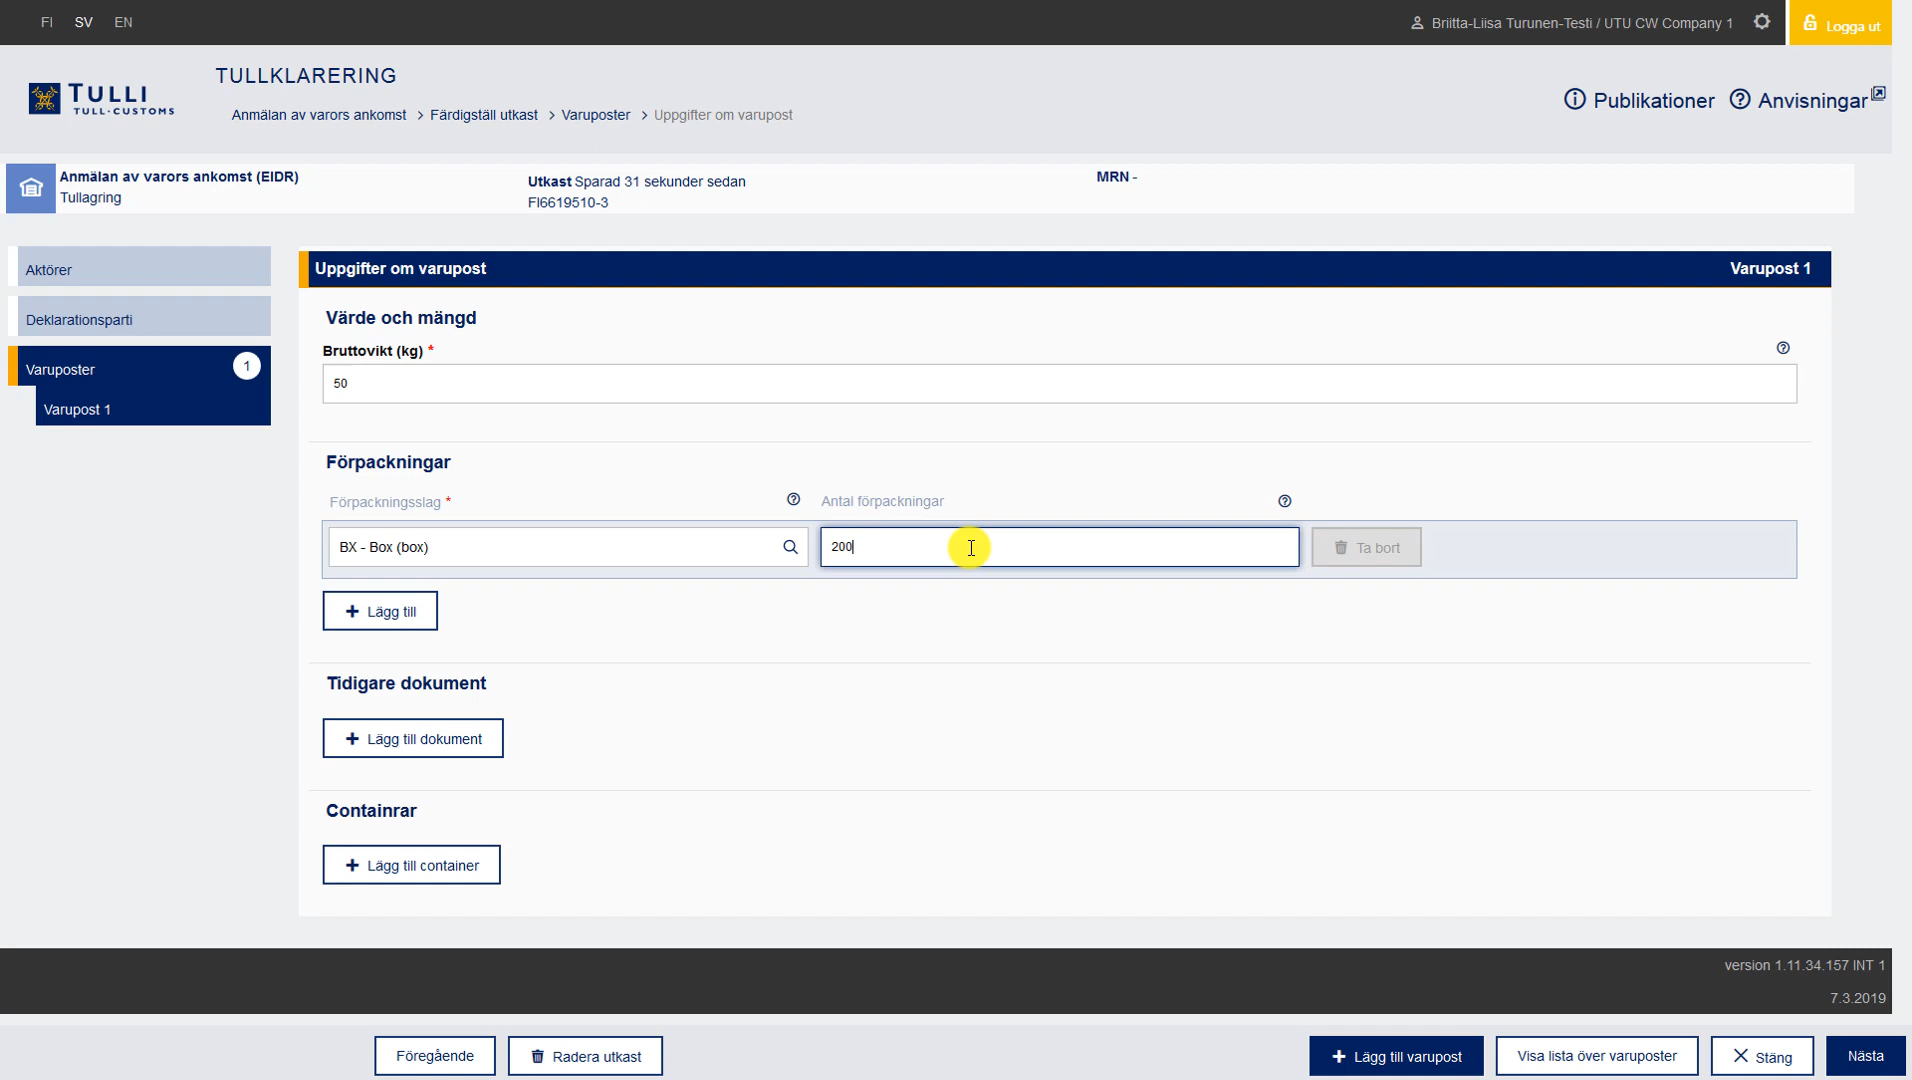 FI SV EN
Briitta-Liisa Turunen-Testi / UTU CW Company 1
Logga ut
TULLI
TULL·CUSTOMS
TULLKLARERING
Anmälan av varors ankomst > Färdigställ utkast > Varuposter > Uppgifter om varupost
Publikationer Anvisningar
Anmälan av varors ankomst (EIDR)
Tullagring
Utkast Sparad 31 sekunder sedan
FI6619510-3
MRN -
Aktörer
Deklarationsparti
Varuposter 1
Varupost 1
Uppgifter om varupost Varupost 1
Värde och mängd
Bruttovikt (kg) *
50
Förpackningar
Förpackningsslag * Antal förpackningar
BX - Box (box) 200 Ta bort
+ Lägg till
Tidigare dokument
+ Lägg till dokument
Containrar
+ Lägg till container
version 1.11.34.157 INT 1
7.3.2019
Föregående Radera utkast + Lägg till varupost Visa lista över varuposter Stäng Nästa